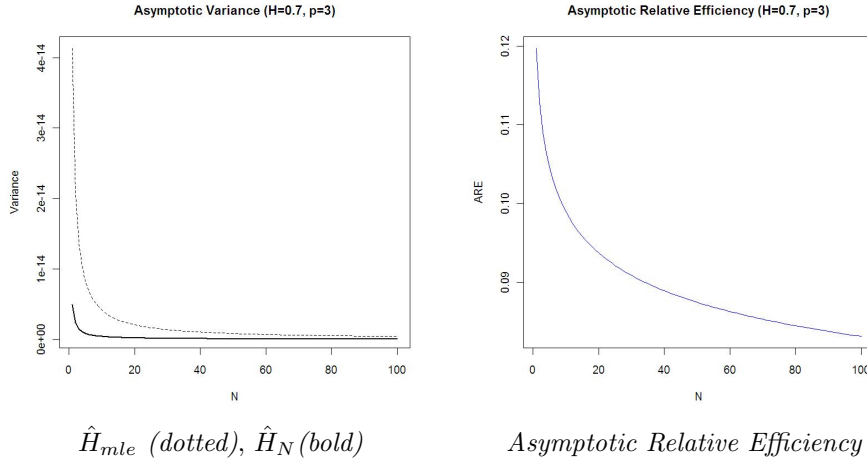 Asymptotic Variance (H=0.7, p=3)
Variance
0e+00
1e-14
2e-14
3e-14
4e-14
0
20
40
60
80
100
N
Ĥ_mle (dotted), Ĥ_N (bold)
Asymptotic Relative Efficiency (H=0.7, p=3)
ARE
0.09
0.10
0.11
0.12
0
20
40
60
80
100
N
Asymptotic Relative Efficiency